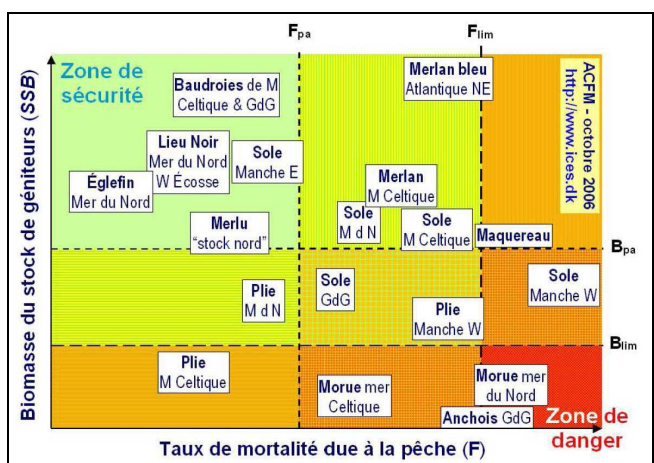 Fpa
Flim
Zone de
sécurité
Baudroies de M
Celtique & GdG
Merlan bleu
Atlantique NE
ACFM - octobre 2006
http://www.ices.dk
Lieu Noir
Mer du Nord
W Écosse
Sole
Manche E
Églefin
Mer du Nord
Merlan
M Celtique
Merlu
“stock nord”
Sole
M d N
Sole
M Celtique
Maquereau
Bpa
Plie
M d N
Sole
GdG
Plie
Manche W
Sole
Manche W
Blim
Plie
M Celtique
Morue mer
Celtique
Morue mer
du Nord
Anchois GdG
Zone de
danger
Biomasse du stock de géniteurs (SSB)
Taux de mortalité due à la pêche (F)